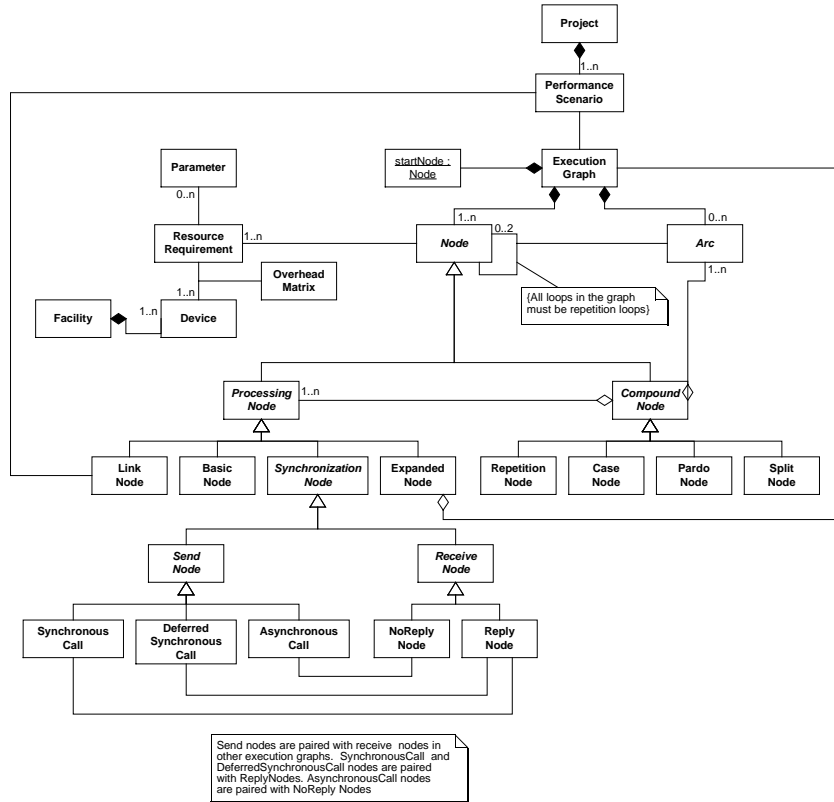 Project
1..n
Performance
Scenario
startNode :
Node
Execution
Graph
Parameter
0..n
1..n
0..2
0..n
Resource
Requirement
1..n
Node
Arc
1..n
Overhead
Matrix
{All loops in the graph
must be repetition loops}
1..n
1..n
Facility
Device
Processing
Node
1..n
Compound
Node
Link
Node
Basic
Node
Synchronization
Node
Expanded
Node
Repetition
Node
Case
Node
Pardo
Node
Split
Node
Send
Node
Receive
Node
Synchronous
Call
Deferred
Synchronous
Call
Asynchronous
Call
NoReply
Node
Reply
Node
Send nodes are paired with receive nodes in
other execution graphs. SynchronousCall and
DeferredSynchronousCall nodes are paired
with ReplyNodes. AsynchronousCall nodes
are paired with NoReply Nodes